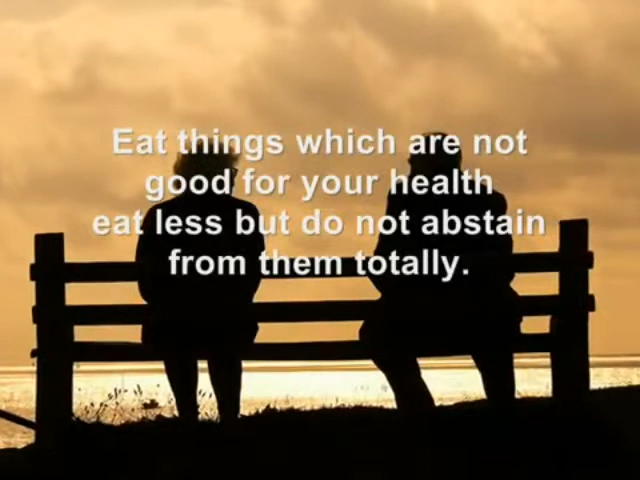 Eat things which are not
good for your health
eat less but do not abstain
from them totally.